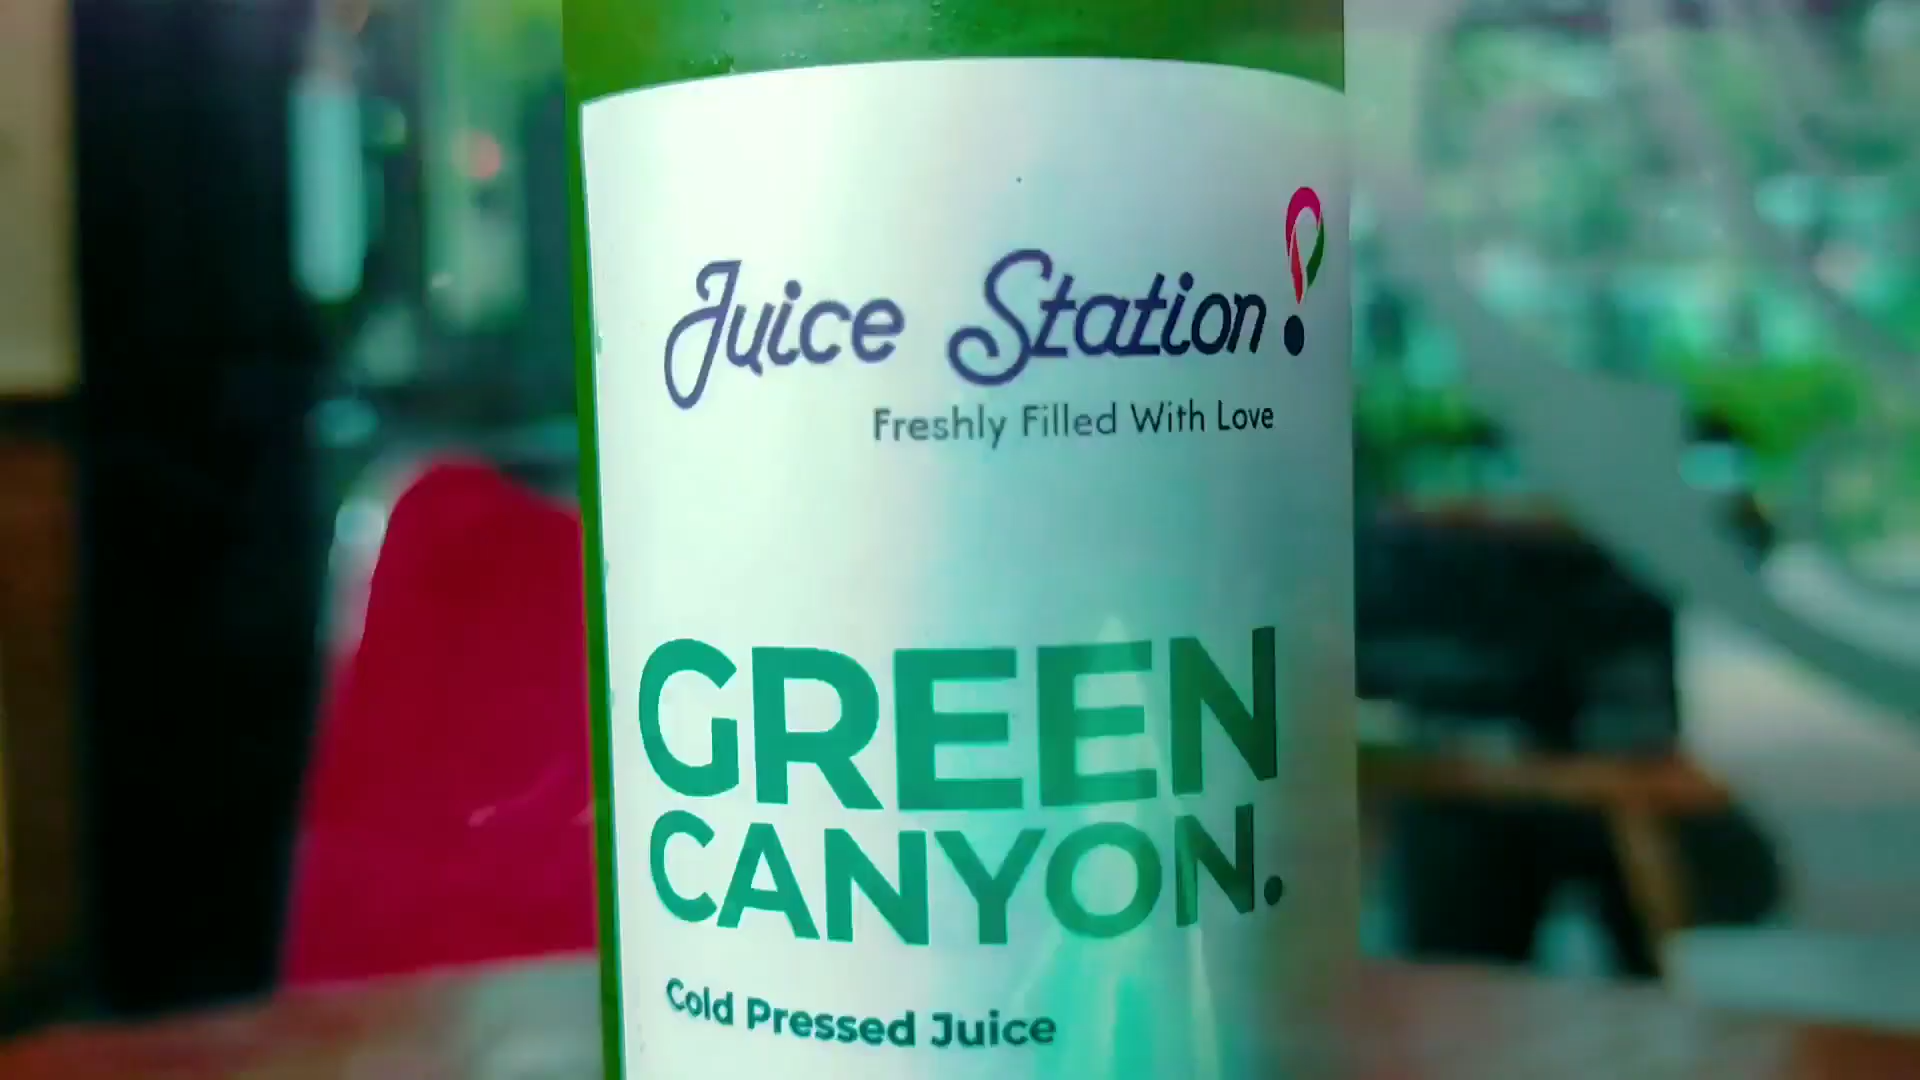 Juice Station
Freshly Filled With Love
GREEN
CANYON.
Cold Pressed Juice